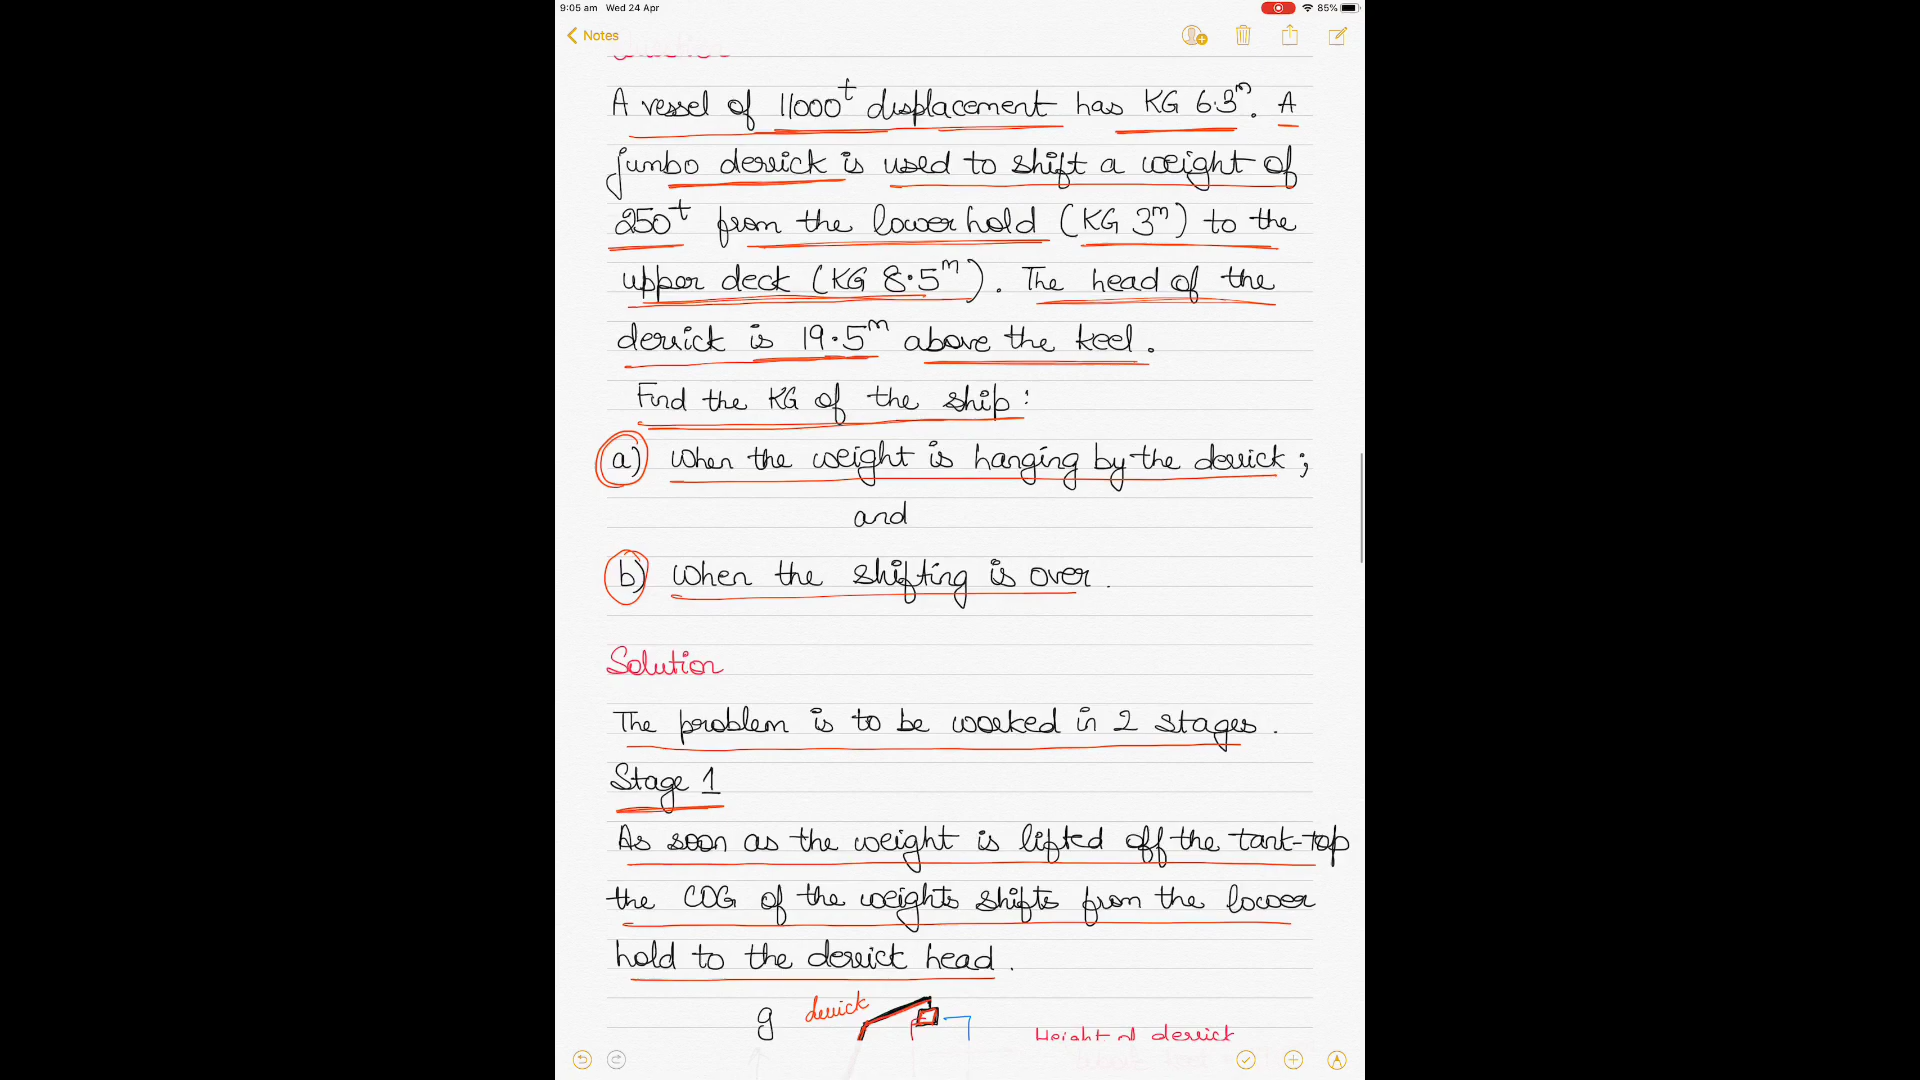 9:05 am Wed 24 Apr
85%
Notes
A vessel of 11000t displacement has KG 6.3m. A
jumbo derrick is used to shift a weight of
250t from the lower hold (KG 3m) to the
upper deck (KG 8.5m). The head of the
derrick is 19.5m above the keel.
Find the KG of the ship:
a) When the weight is hanging by the derrick;
and
b) When the shifting is over.
Solution
The problem is to be worked in 2 stages.
Stage 1
As soon as the weight is lifted off the tank-top
the COG of the weights shifts from the lower
hold to the derrick head.
g derrick
Height of derrick